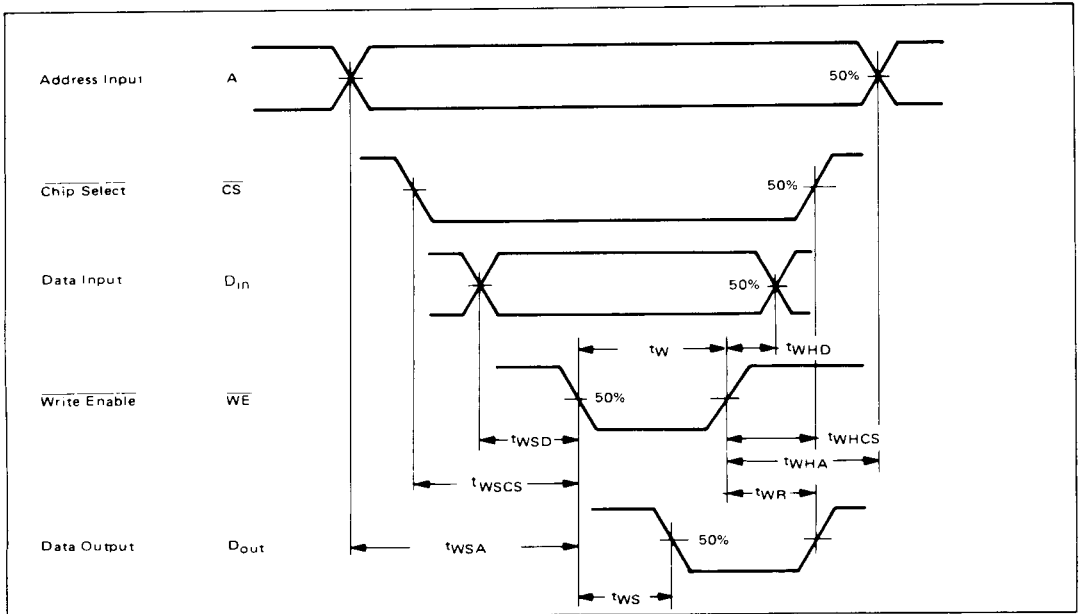 Address Input A 50%
Chip Select CS 50%
Data Input Din 50%
tW tWHD
Write Enable WE 50%
tWSD tWHCS
tWHA
tWSCS tWR
Data Output Dout tWSA 50%
tWS